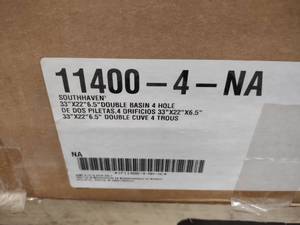 11400-4-NA
SOUTHHAVEN
33"X22"6.5"DOUBLE BASIN 4 HOLE
DE DOS PILETAS,4 ORIFICIOS 33"X22"X6.5"
33"X22"6.5" DOUBLE CUVE 4 TROUS
NA